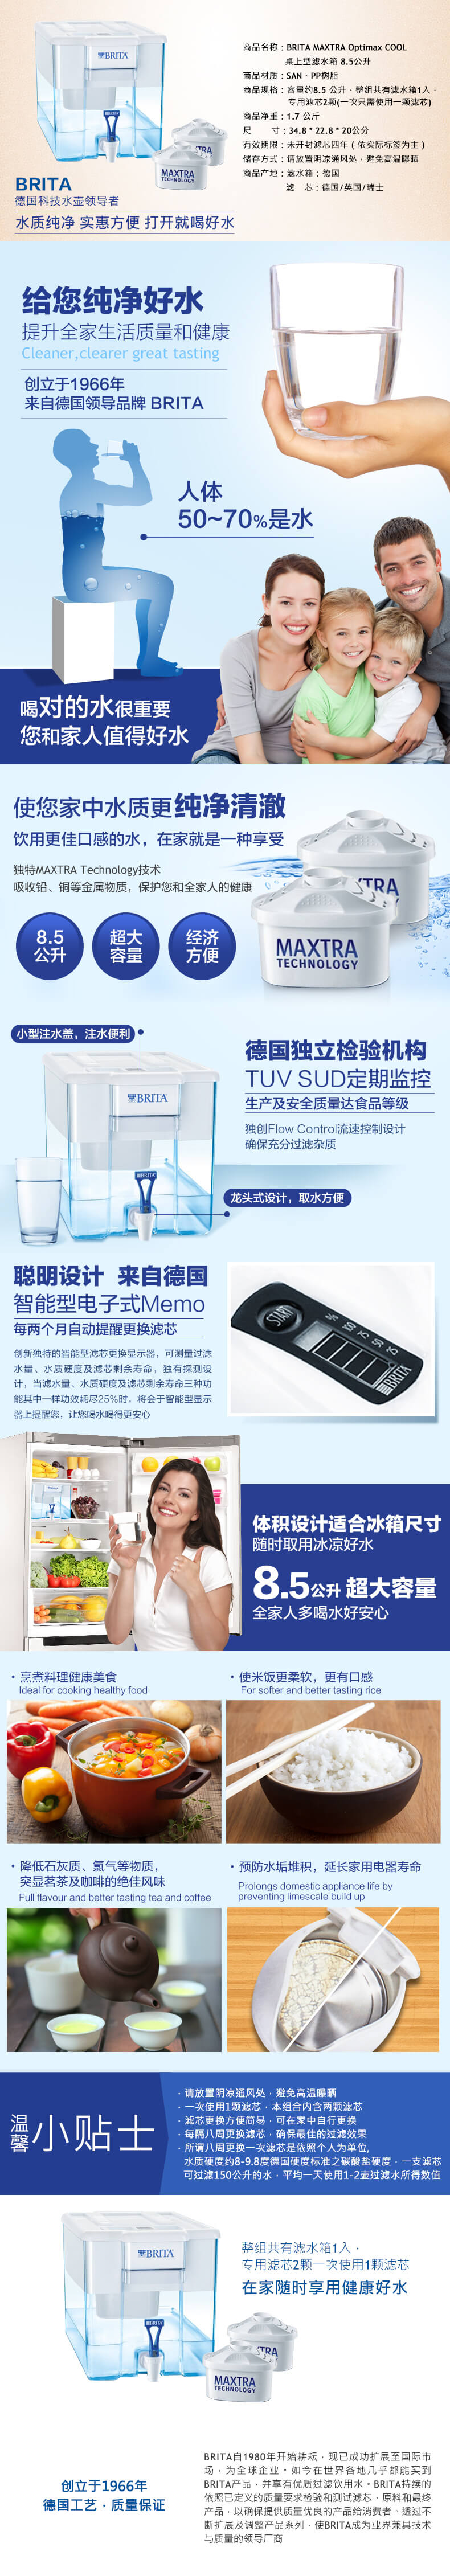 BRITA
MAXTRA
TECHNOLOGY
BRITA
德国科技水壶领导者
水质纯净 实惠方便 打开就喝好水
商品名称：BRITA MAXTRA Optimax COOL
桌上型滤水箱 8.5公升
商品材质：SAN、PP树脂
商品规格：容量约8.5 公升，整组共有滤水箱1入，
专用滤芯2颗(一次只需使用一颗滤芯)
商品净重：1.7 公斤
尺 寸：34.8 * 22.8 * 20公分
有效期限：未开封滤芯四年（依实际标签为主）
储存方式：请放置阴凉通风处，避免高温曝晒
商品产地：滤水箱：德国
滤 芯：德国/英国/瑞士
给您纯净好水
提升全家生活质量和健康
Cleaner,clearer great tasting
创立于1966年
来自德国领导品牌 BRITA
人体
50~70%是水
喝对的水很重要
您和家人值得好水
使您家中水质更纯净清澈
饮用更佳口感的水，在家就是一种享受
独特MAXTRA Technology技术
吸收铅、铜等金属物质，保护您和全家人的健康
8.5
公升
超大
容量
经济
方便
MAXTRA
TECHNOLOGY
小型注水盖，注水便利
BRITA
BRITA
德国独立检验机构
TUV SUD定期监控
生产及安全质量达食品等级
独创Flow Control流速控制设计
确保充分过滤杂质
龙头式设计，取水方便
聪明设计 来自德国
智能型电子式Memo
每两个月自动提醒更换滤芯
创新独特的智能型滤芯更换显示器，可测量过滤
水量、水质硬度及滤芯剩余寿命，独有探测设
计，当滤水量、水质硬度及滤芯剩余寿命三种功
能其中一样功效耗尽25%时，将会于智能型显示
器上提醒您，让您喝水喝得更安心
START
% 100 75 50 25
BRITA
体积设计适合冰箱尺寸
随时取用冰凉好水
8.5公升 超大容量
全家人多喝水好安心
· 烹煮料理健康美食
Ideal for cooking healthy food
· 使米饭更柔软，更有口感
For softer and better tasting rice
· 降低石灰质、氯气等物质，
突显茗茶及咖啡的绝佳风味
Full flavour and better tasting tea and coffee
· 预防水垢堆积，延长家用电器寿命
Prolongs domestic appliance life by
preventing limescale build up
温馨小贴士
· 请放置阴凉通风处，避免高温曝晒
· 一次使用1颗滤芯，本组合内含两颗滤芯
· 滤芯更换方便简易，可在家中自行更换
· 每隔八周更换滤芯，确保最佳的过滤效果
· 所谓八周更换一次滤芯是依照个人为单位,
水质硬度约8-9.8度德国硬度标准之碳酸盐硬度，一支滤芯
可过滤150公升的水，平均一天使用1-2壶过滤水所得数值
BRITA
BRITA
MAXTRA
TECHNOLOGY
整组共有滤水箱1入，
专用滤芯2颗一次使用1颗滤芯
在家随时享用健康好水
创立于1966年
德国工艺，质量保证
BRITA自1980年开始耕耘，现已成功扩展至国际市
场，为全球企业。如今在世界各地几乎都能买到
BRITA产品，并享有优质过滤饮用水。BRITA持续的
依照已定义的质量要求检验和测试滤芯、原料和最终
产品，以确保提供质量优良的产品给消费者。透过不
断扩展及调整产品系列，使BRITA成为业界兼具技术
与质量的领导厂商